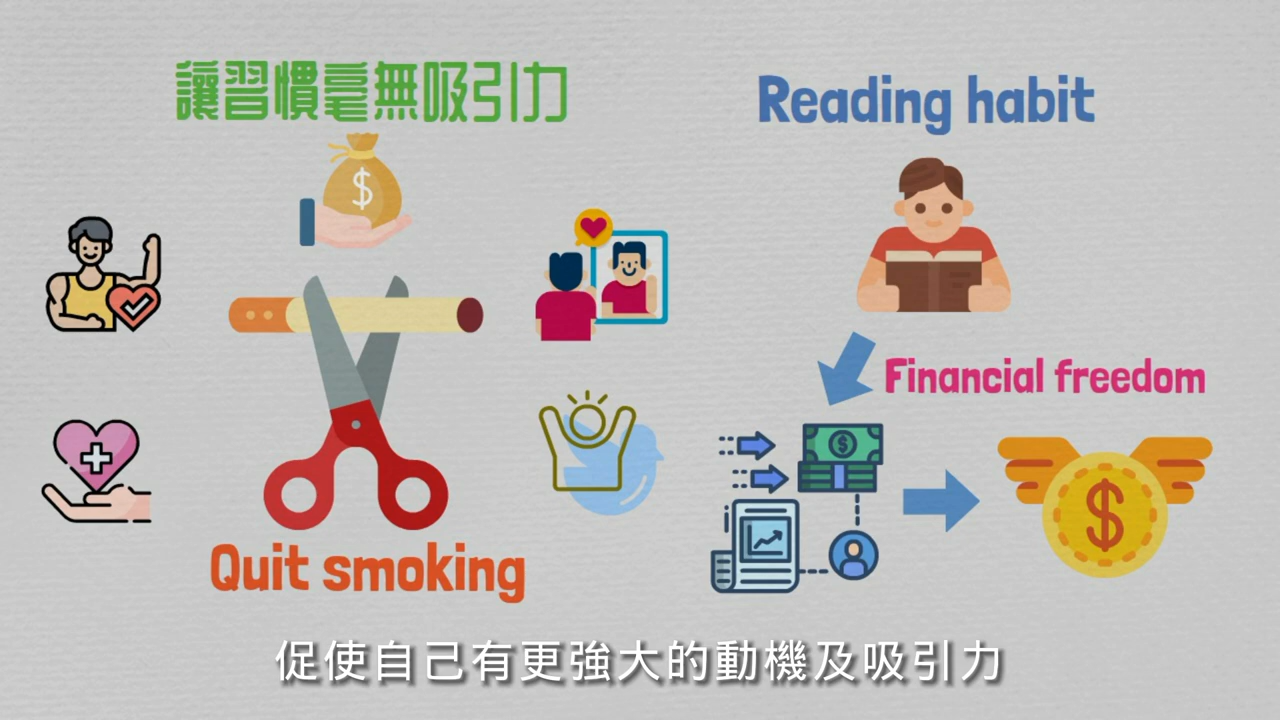 讓習慣毫無吸引力
Reading habit
Financial freedom
Quit smoking
促使自己有更強大的動機及吸引力